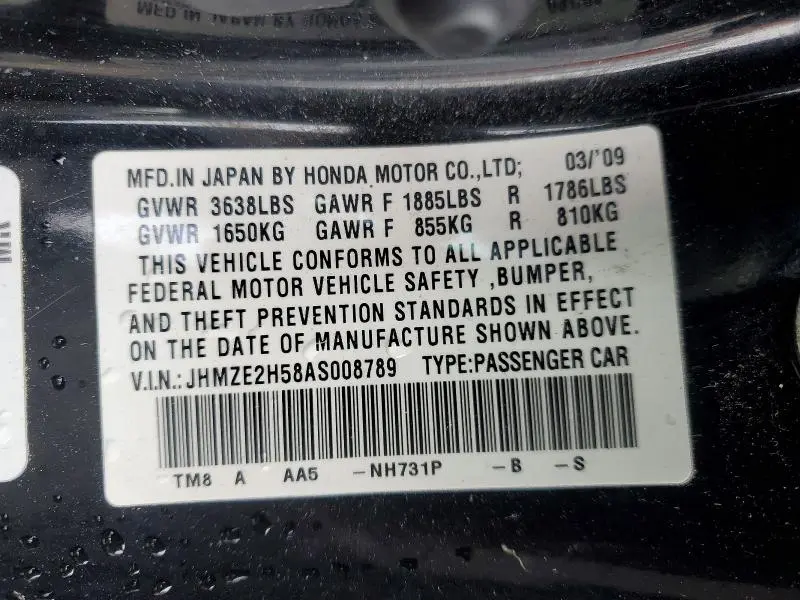 MFD.IN JAPAN BY HONDA MOTOR CO.,LTD; 03/'09
GVWR 3638LBS GAWR F 1885LBS R 1786LBS
GVWR 1650KG GAWR F 855KG R 810KG
THIS VEHICLE CONFORMS TO ALL APPLICABLE
FEDERAL MOTOR VEHICLE SAFETY ,BUMPER,
AND THEFT PREVENTION STANDARDS IN EFFECT
ON THE DATE OF MANUFACTURE SHOWN ABOVE.
V.I.N.: JHMZE2H58AS008789 TYPE:PASSENGER CAR
TM8 A AA5 -NH731P -B -S